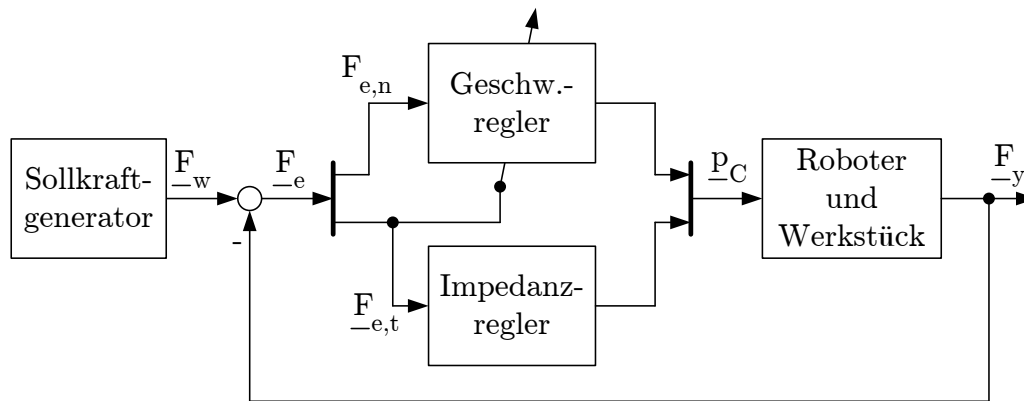 F_e,n
Geschw.-
regler
Sollkraft-
generator
F_w
F_e
-
p_C
Roboter
und
Werkstück
F_y
F_e,t
Impedanz-
regler